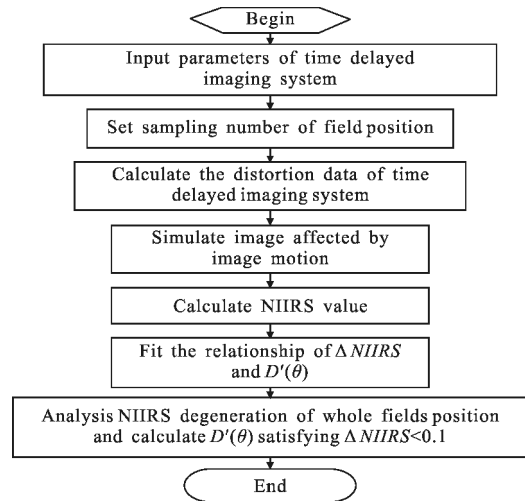 Begin
Input parameters of time delayed
imaging system
Set sampling number of field position
Calculate the distortion data of time
delayed imaging system
Simulate image affected by
image motion
Calculate NIIRS value
Fit the relationship of Δ NIIRS
and D′(θ)
Analysis NIIRS degeneration of whole fields position
and calculate D′(θ) satisfying Δ NIIRS<0.1
End